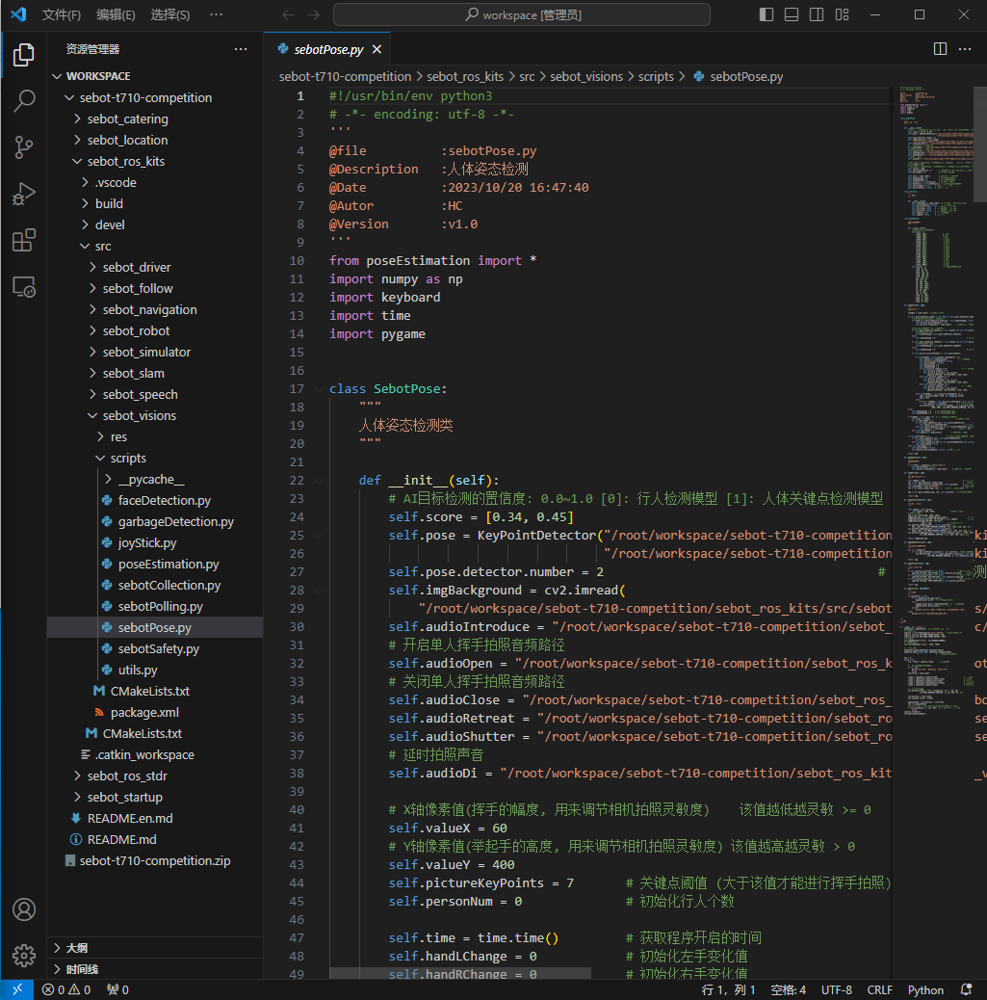 文件(F) 编辑(E) 选择(S) ··· workspace [管理员]
资源管理器 ···
WORKSPACE
sebot-t710-competition
sebot_catering
sebot_location
sebot_ros_kits
.vscode
build
devel
src
sebot_driver
sebot_follow
sebot_navigation
sebot_robot
sebot_simulator
sebot_slam
sebot_speech
sebot_visions
res
scripts
__pycache__
faceDetection.py
garbageDetection.py
joyStick.py
poseEstimation.py
sebotCollection.py
sebotPolling.py
sebotPose.py
sebotSafety.py
utils.py
CMakeLists.txt
package.xml
CMakeLists.txt
.catkin_workspace
sebot_ros_stdr
sebot_startup
README.en.md
README.md
sebot-t710-competition.zip
大纲
时间线
sebotPose.py
sebot-t710-competition > sebot_ros_kits > src > sebot_visions > scripts > sebotPose.py
1 #!/usr/bin/env python3
2 # -*- encoding: utf-8 -*-
3 '''
4 @file :sebotPose.py
5 @Description :人体姿态检测
6 @Date :2023/10/20 16:47:40
7 @Autor :HC
8 @Version :v1.0
9 '''
10 from poseEstimation import *
11 import numpy as np
12 import keyboard
13 import time
14 import pygame
15
16
17 class SebotPose:
18 """
19 人体姿态检测类
20 """
21
22 def __init__(self):
23 # AI目标检测的置信度: 0.0~1.0 [0]: 行人检测模型 [1]: 人体关键点检测模型
24 self.score = [0.34, 0.45]
25 self.pose = KeyPointDetector("/root/workspace/sebot-t710-competition ki
26 "/root/workspace/sebot-t710-competition ki
27 self.pose.detector.number = 2 # 测
28 self.imgBackground = cv2.imread(
29 "/root/workspace/sebot-t710-competition/sebot_ros_kits/src/sebot s/
30 self.audioIntroduce = "/root/workspace/sebot-t710-competition/sebot_ c/
31 # 开启单人挥手拍照音频路径
32 self.audioOpen = "/root/workspace/sebot-t710-competition/sebot_ros_k ot
33 # 关闭单人挥手拍照音频路径
34 self.audioClose = "/root/workspace/sebot-t710-competition/sebot_ros_ bo
35 self.audioRetreat = "/root/workspace/sebot-t710-competition/sebot_ro se
36 self.audioShutter = "/root/workspace/sebot-t710-competition/sebot_ro se
37 # 延时拍照声音
38 self.audioDi = "/root/workspace/sebot-t710-competition/sebot_ros_kit _v
39
40 # X轴像素值(挥手的幅度, 用来调节相机拍照灵敏度) 该值越低越灵敏 >= 0
41 self.valueX = 60
42 # Y轴像素值(举起手的高度, 用来调节相机拍照灵敏度) 该值越高越灵敏 > 0
43 self.valueY = 400
44 self.pictureKeyPoints = 7 # 关键点阈值 (大于该值才能进行挥手拍照)
45 self.personNum = 0 # 初始化行人个数
46
47 self.time = time.time() # 获取程序开启的时间
48 self.handLChange = 0 # 初始化左手变化值
49 self.handRChange = 0 # 初始化右手变化值
0 0 0 行 1, 列 1 空格: 4 UTF-8 CRLF Python